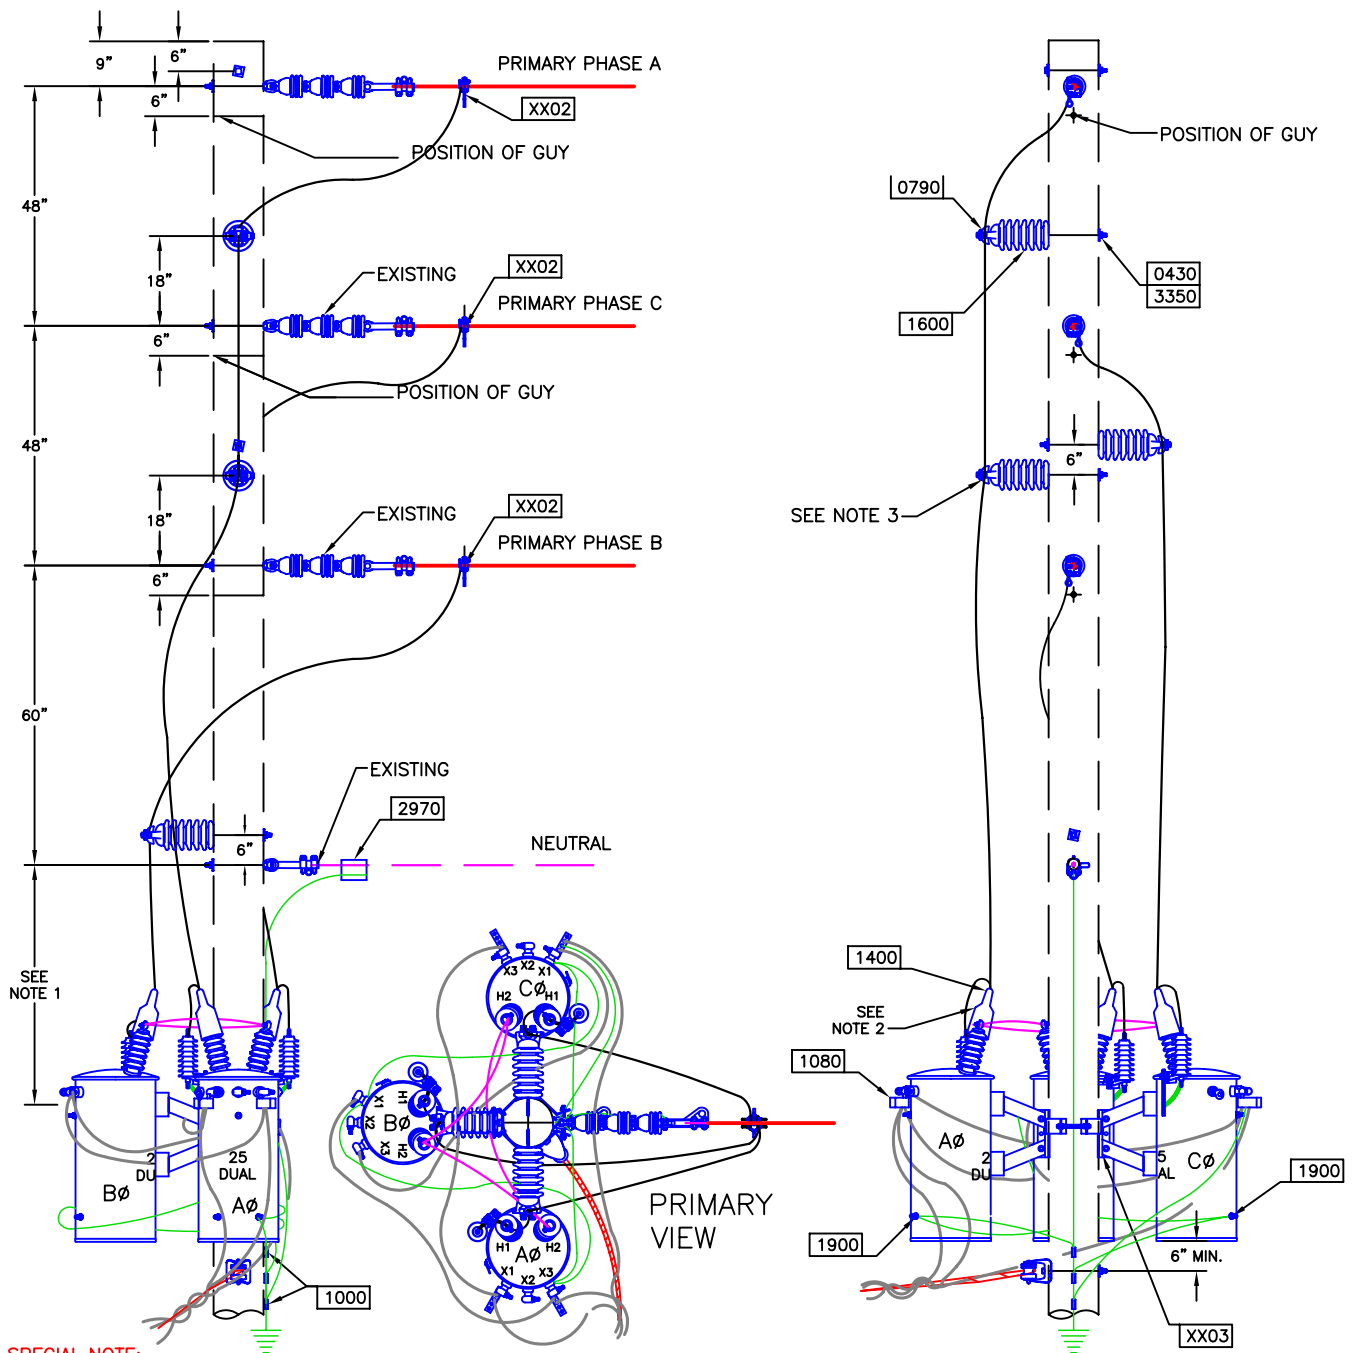 9"
6"
6"
PRIMARY PHASE A
XX02
POSITION OF GUY
48"
18"
EXISTING
XX02
PRIMARY PHASE C
6"
POSITION OF GUY
48"
18"
EXISTING
XX02
PRIMARY PHASE B
6"
60"
EXISTING
2970
NEUTRAL
6"
SEE
NOTE 1
2
DU
BØ
25
DUAL
AØ
1000
X3
X2
X1
CØ
H2
H1
X1
X2
X3
H1
BØ
H2
H1
AØ
H2
X1
X2
X3
PRIMARY
VIEW
POSITION OF GUY
0790
1600
0430
3350
6"
SEE NOTE 3
1400
SEE
NOTE 2
1080
AØ
2
DU
5
AL
CØ
1900
1900
6" MIN.
XX03
SPECIAL NOTE: